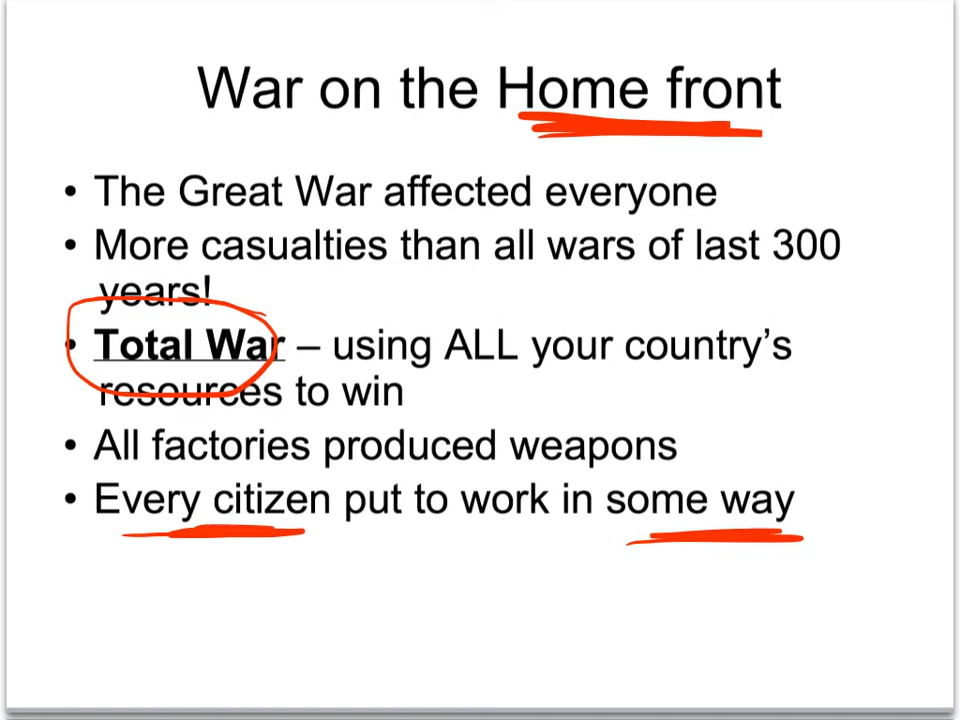 War on the Home front
• The Great War affected everyone
• More casualties than all wars of last 300
years!
• Total War – using ALL your country's
resources to win
• All factories produced weapons
• Every citizen put to work in some way